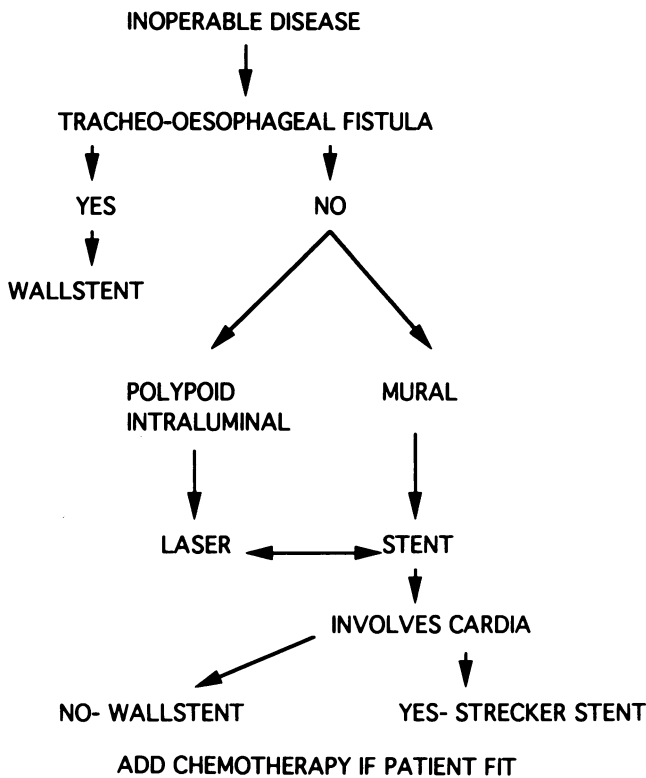 INOPERABLE DISEASE
TRACHEO-OESOPHAGEAL FISTULA
YES
NO
WALLSTENT
POLYPOID
INTRALUMINAL
MURAL
LASER
STENT
INVOLVES CARDIA
NO- WALLSTENT
YES- STRECKER STENT
ADD CHEMOTHERAPY IF PATIENT FIT